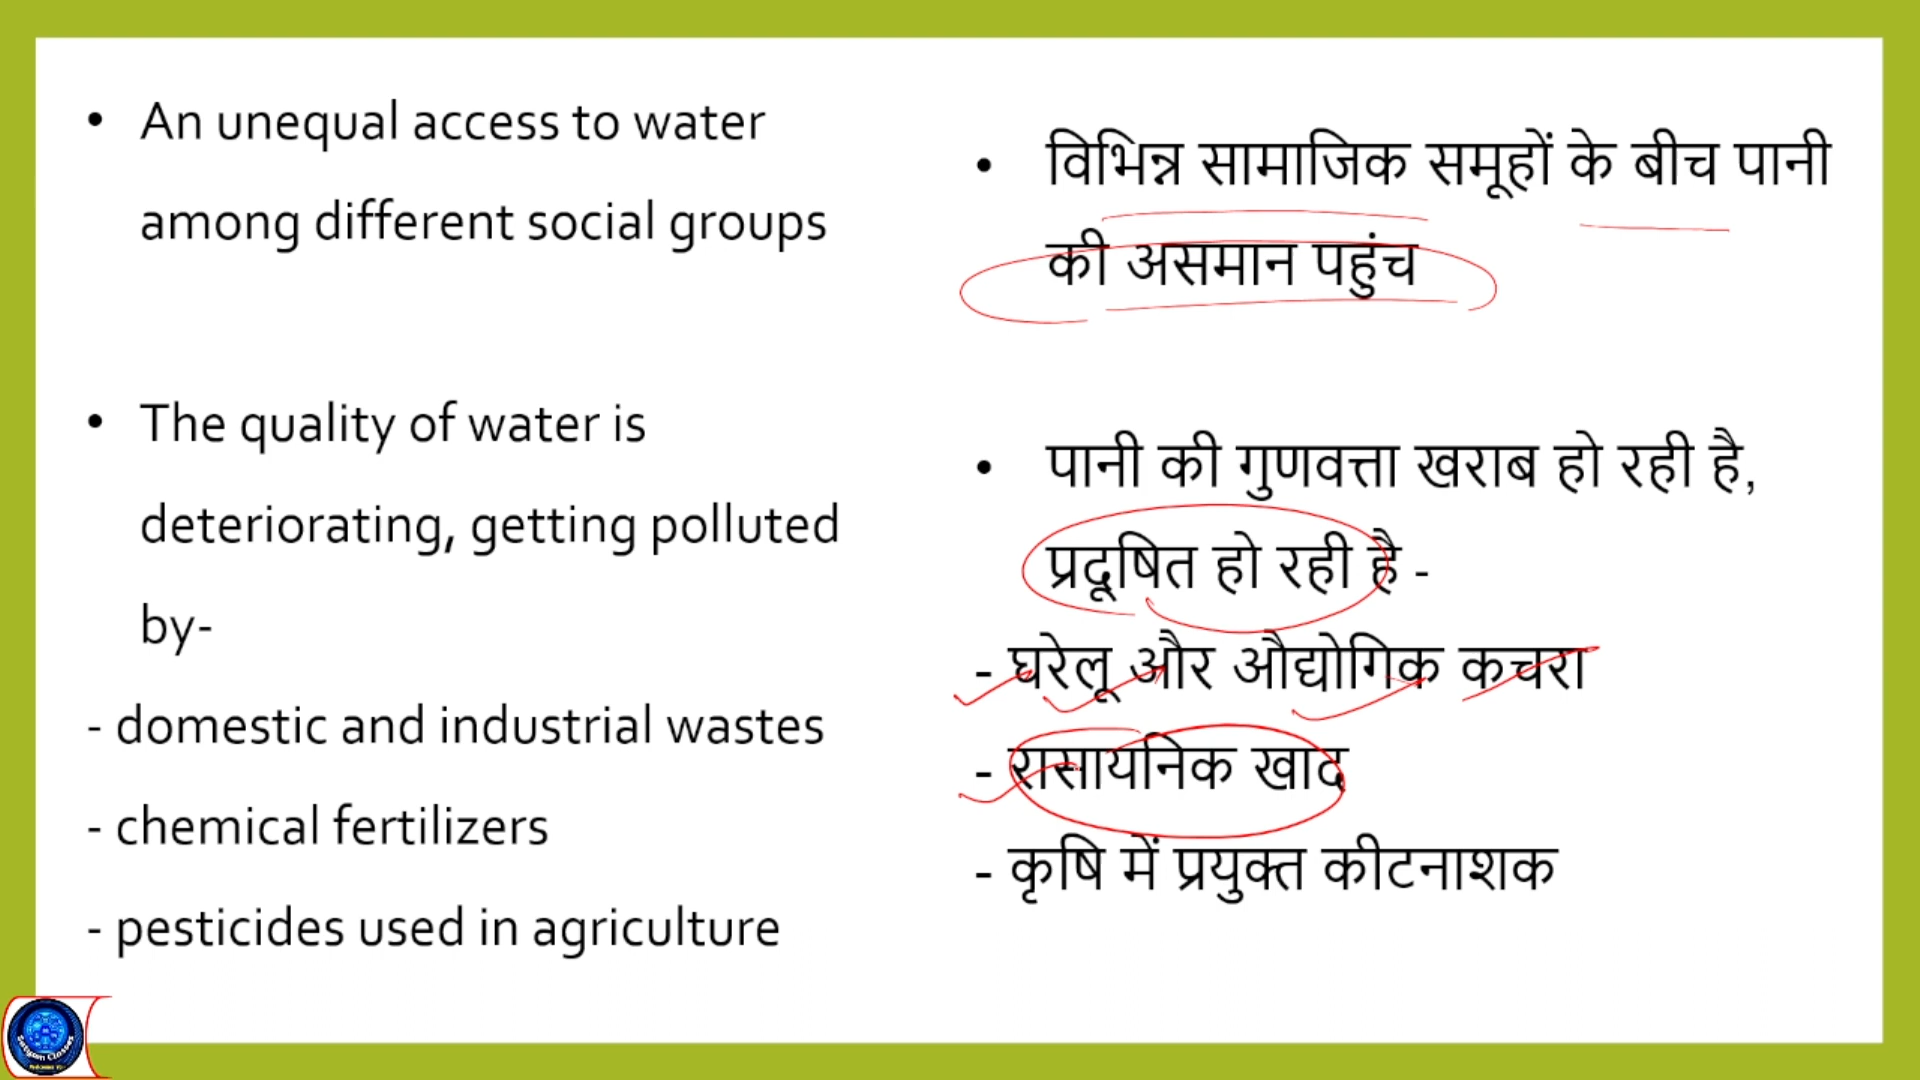 • An unequal access to water
among different social groups
• The quality of water is
deteriorating, getting polluted
by-
- domestic and industrial wastes
- chemical fertilizers
- pesticides used in agriculture
• विभिन्न सामाजिक समूहों के बीच पानी
की असमान पहुंच
• पानी की गुणवत्ता खराब हो रही है,
प्रदूषित हो रही है -
- घरेलू और औद्योगिक कचरा
- रासायनिक खाद
- कृषि में प्रयुक्त कीटनाशक